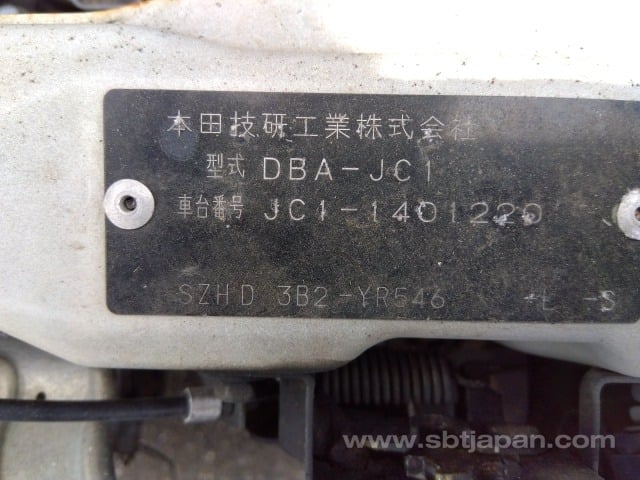 本田技研工業株式会社
型式 DBA-JC1
車台番号 JC1-1401220
SZHD 3B2-YR546 -L -S
www.sbtjapan.com